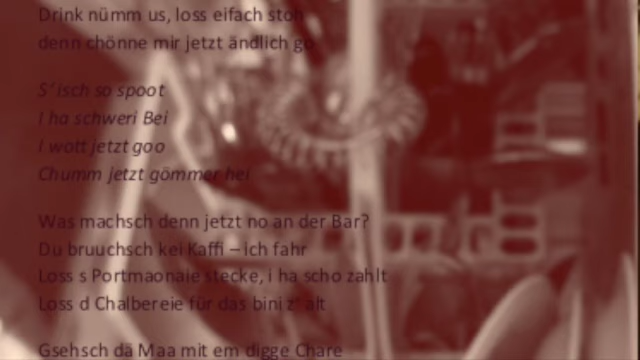 Drink nümm us, loss eifach stoh
denn chönne mir jetzt ändlich go
S' isch so spoot
I ha schweri Bei
I wott jetzt goo
Chumm jetzt gömmer hei
Was machsch denn jetzt no an der Bar?
Du bruuchsch kei Kaffi – ich fahr
Loss s Portmaonaie stecke, i ha scho zahlt
Loss d Chalbereie für das bini z' alt
Gsehsch dä Maa mit em digge Chare